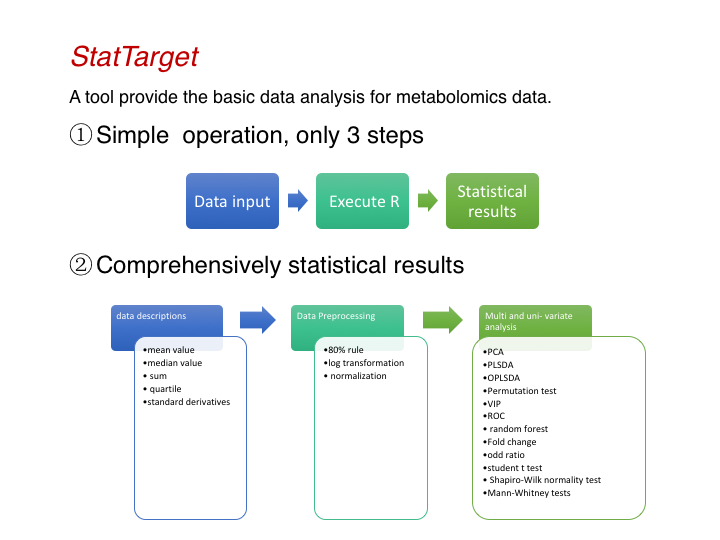 StatTarget
A tool provide the basic data analysis for metabolomics data.
①Simple  operation, only 3 steps
Data input
Execute R
Statistical
results
②Comprehensively statistical results
data descriptions
•mean value
•median value
• sum
• quartile
•standard derivatives
Data Preprocessing
•80% rule
•log transformation
• normalization
Multi and uni- variate
analysis
•PCA
•PLSDA
•OPLSDA
•Permutation test
•VIP
•ROC
• random forest
•Fold change
•odd ratio
•student t test
• Shapiro-Wilk normality test
•Mann-Whitney tests